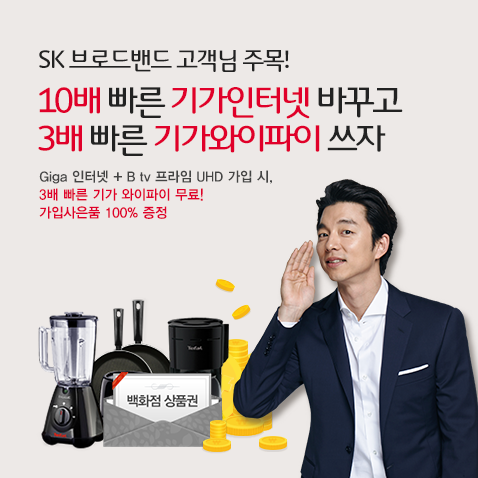 SK 브로드밴드 고객님 주목!
10배 빠른 기가인터넷 바꾸고
3배 빠른 기가와이파이 쓰자
Giga 인터넷 + B tv 프라임 UHD 가입 시,
3배 빠른 기가 와이파이 무료!
가입사은품 100% 증정
Tefal
백화점 상품권